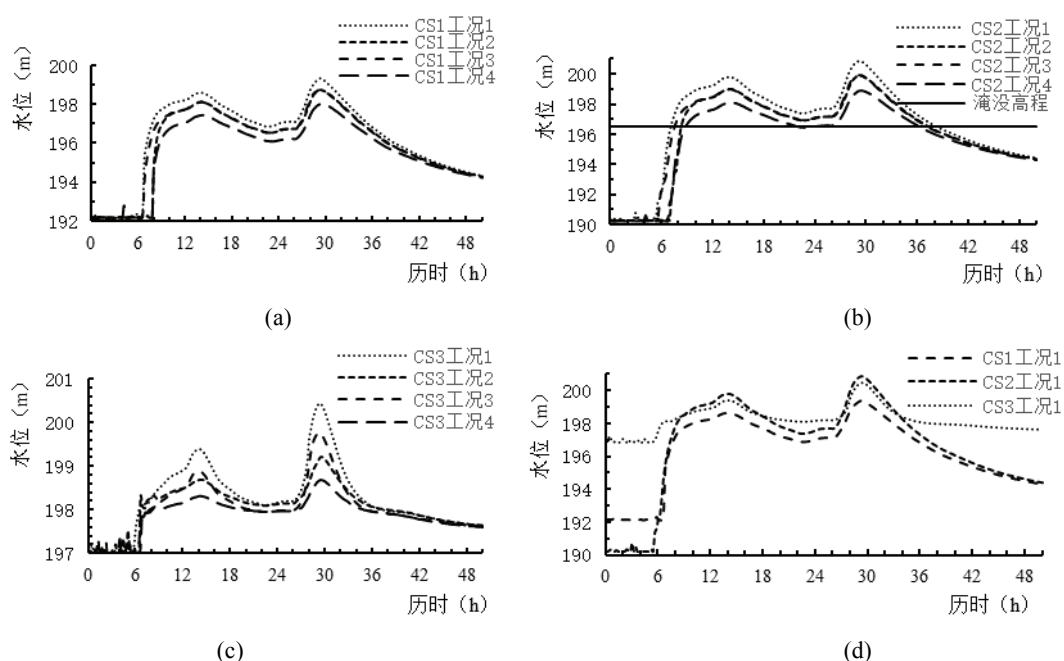 CS1工况1
CS1工况2
CS1工况3
CS1工况4
水位（m）
200
198
196
194
192
0 6 12 18 24 30 36 42 48
历时（h）
(a)
CS2工况1
CS2工况2
CS2工况3
CS2工况4
淹没高程
水位（m）
200
198
196
194
192
190
0 6 12 18 24 30 36 42 48
历时（h）
(b)
CS3工况1
CS3工况2
CS3工况3
CS3工况4
水位（m）
201
200
199
198
197
0 6 12 18 24 30 36 42 48
历时（h）
(c)
CS1工况1
CS2工况1
CS3工况1
水位（m）
200
198
196
194
192
190
0 6 12 18 24 30 36 42 48
历时（h）
(d)